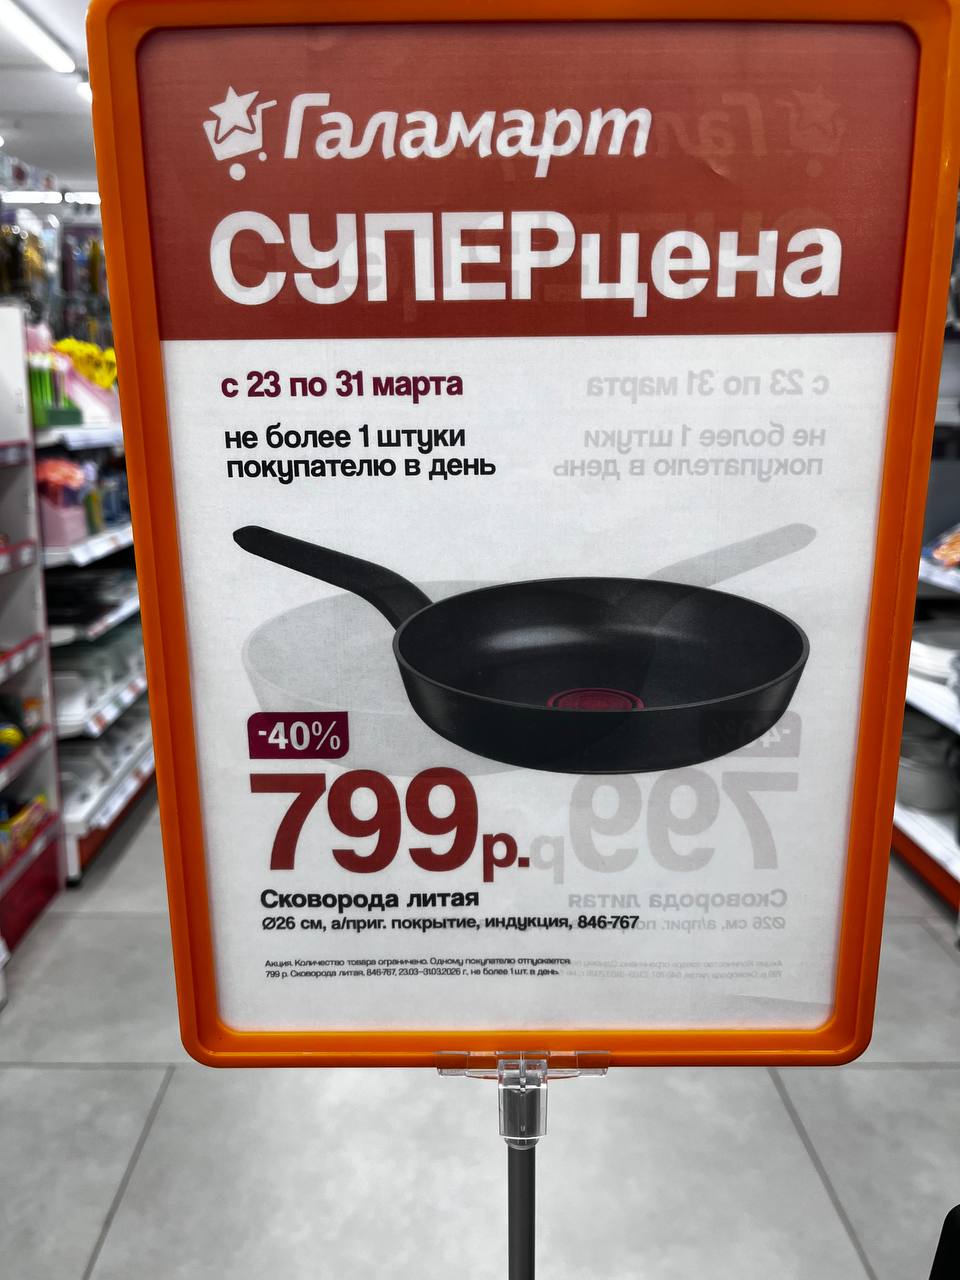 Галамарт
СУПЕРцена
с 23 по 31 марта
не более 1 штуки
покупателю в день
-40%
799р.
Сковорода литая
Ø26 см, а/приг. покрытие, индукция, 846-767
Акция. Количество товара ограничено. Одному покупателю отпускается
799 р. Сковорода литая, 846-767, 23.03–31.03.2026 г., не более 1 шт. в день.